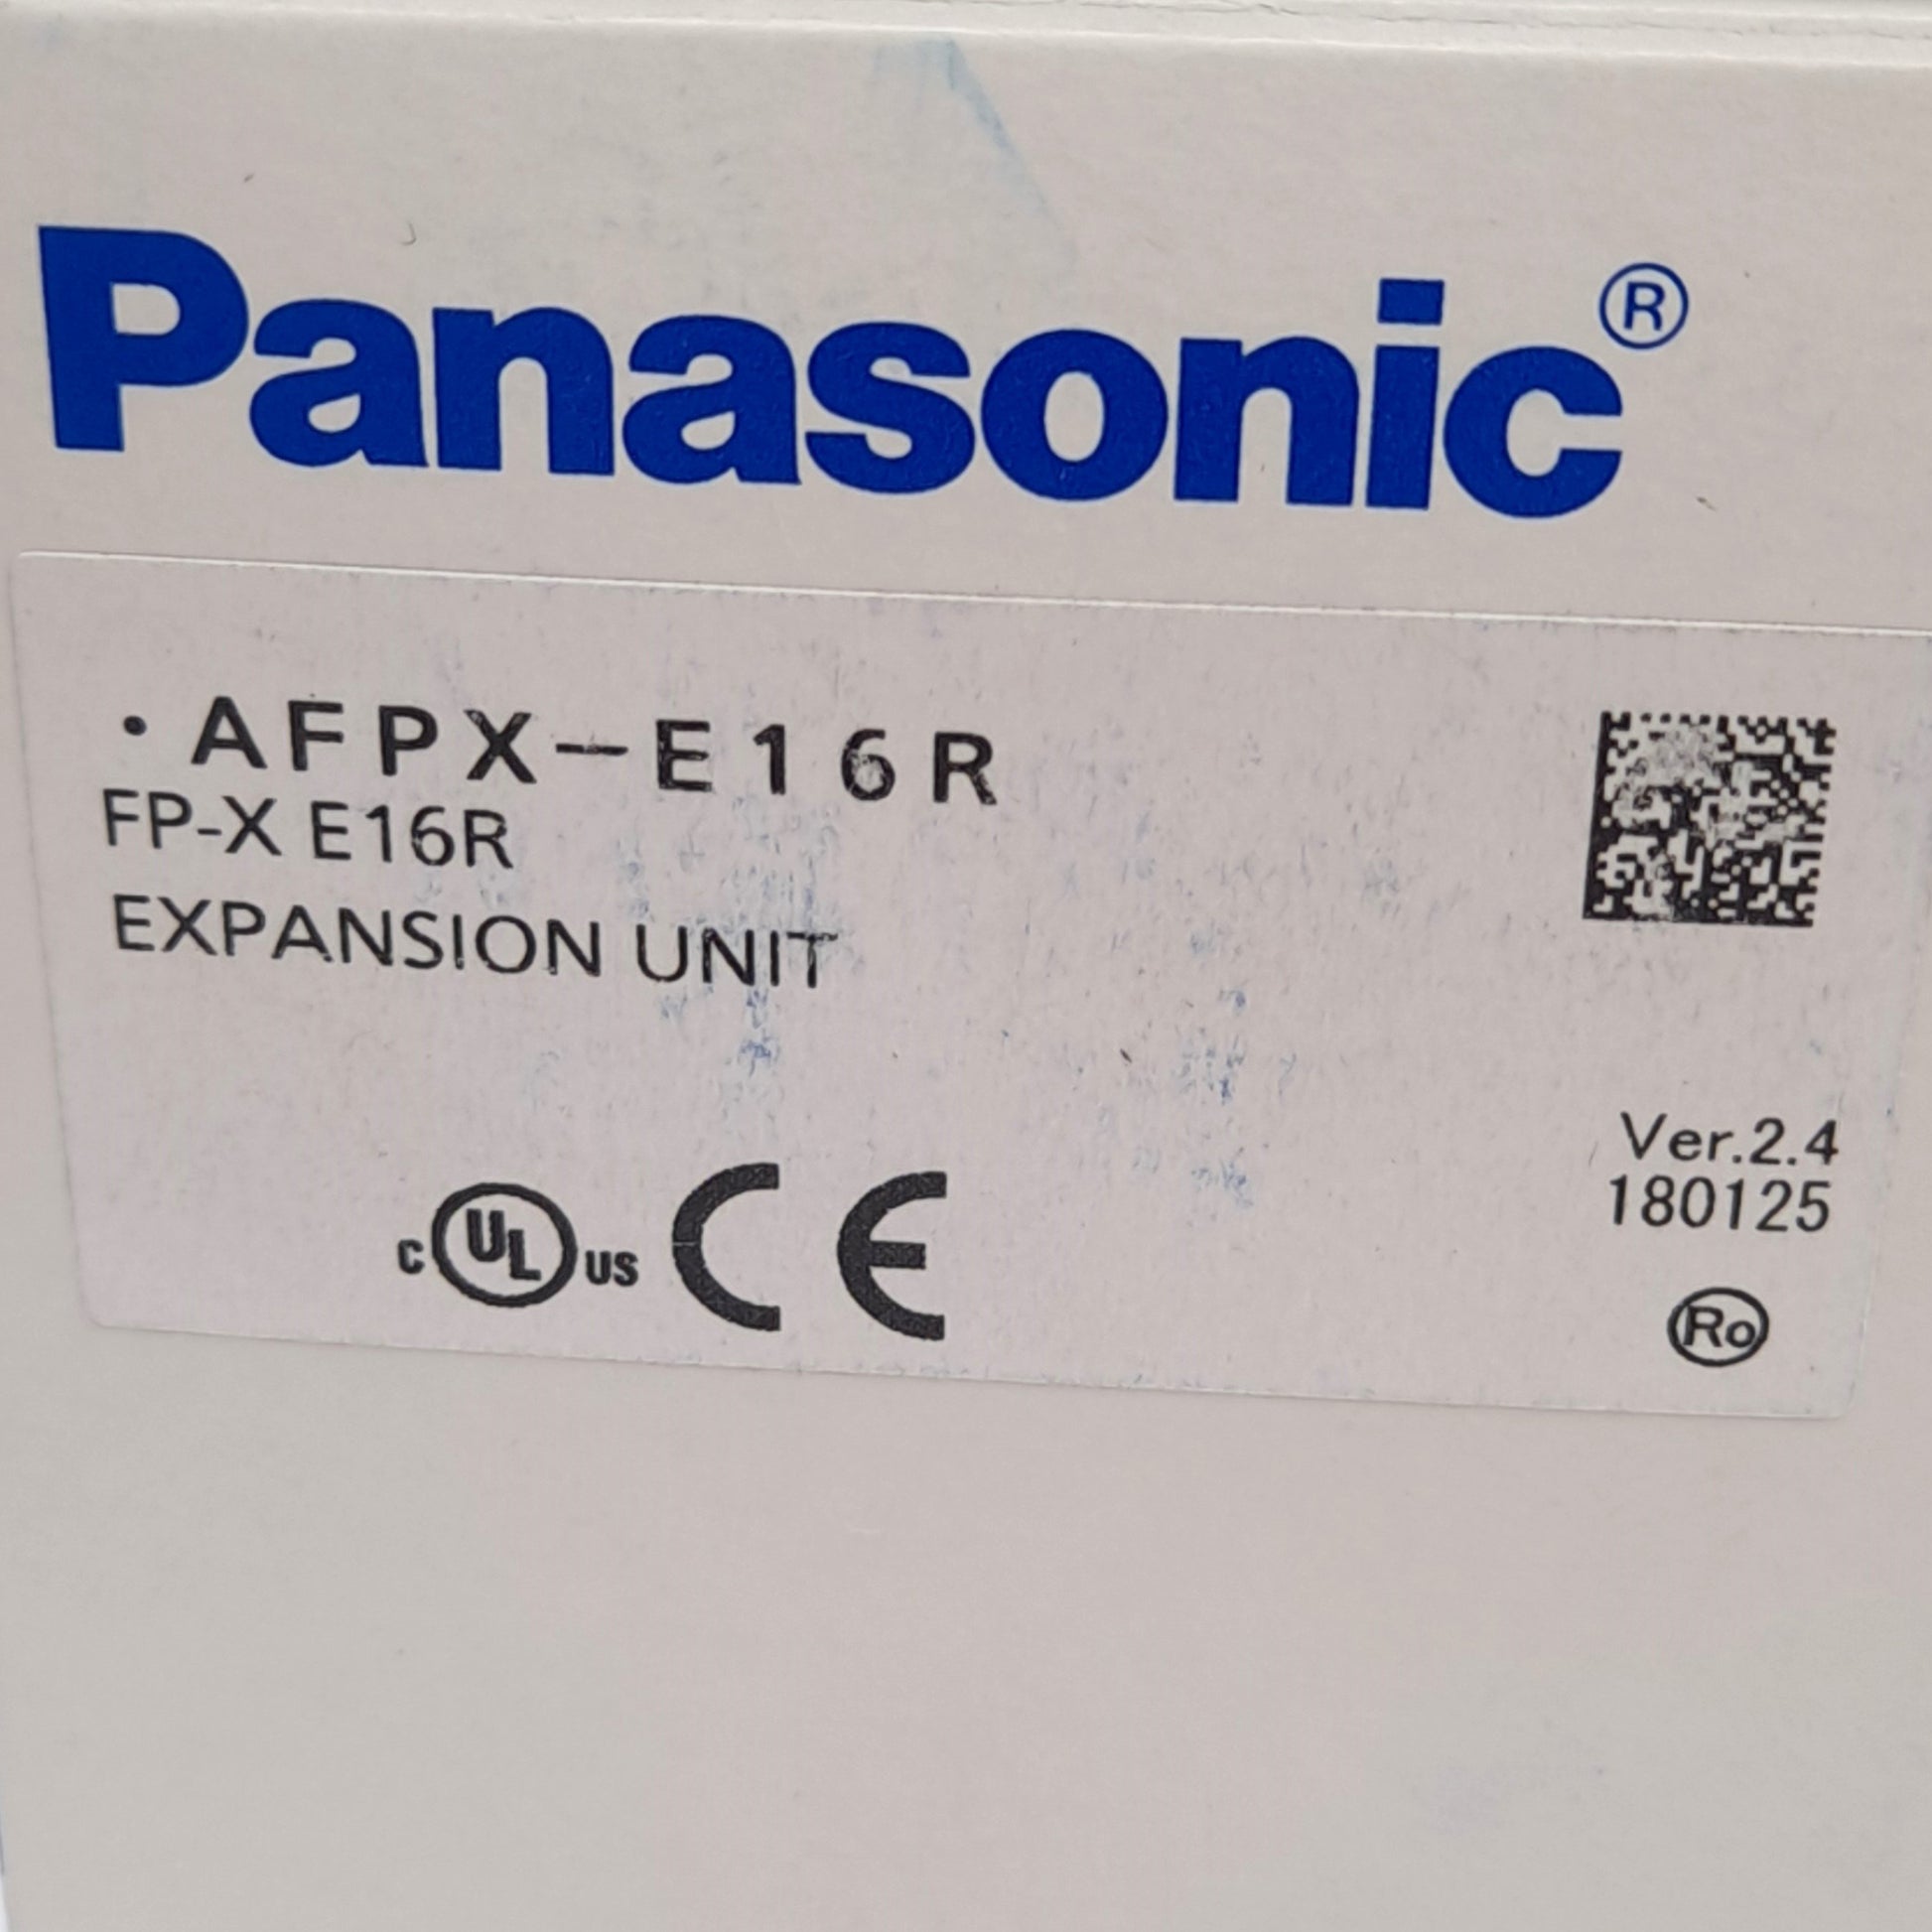 Panasonic®
・AFPX−E16R
FP-X E16R
EXPANSION UNIT
Ver.2.4
180125
c UL us CE
Ro